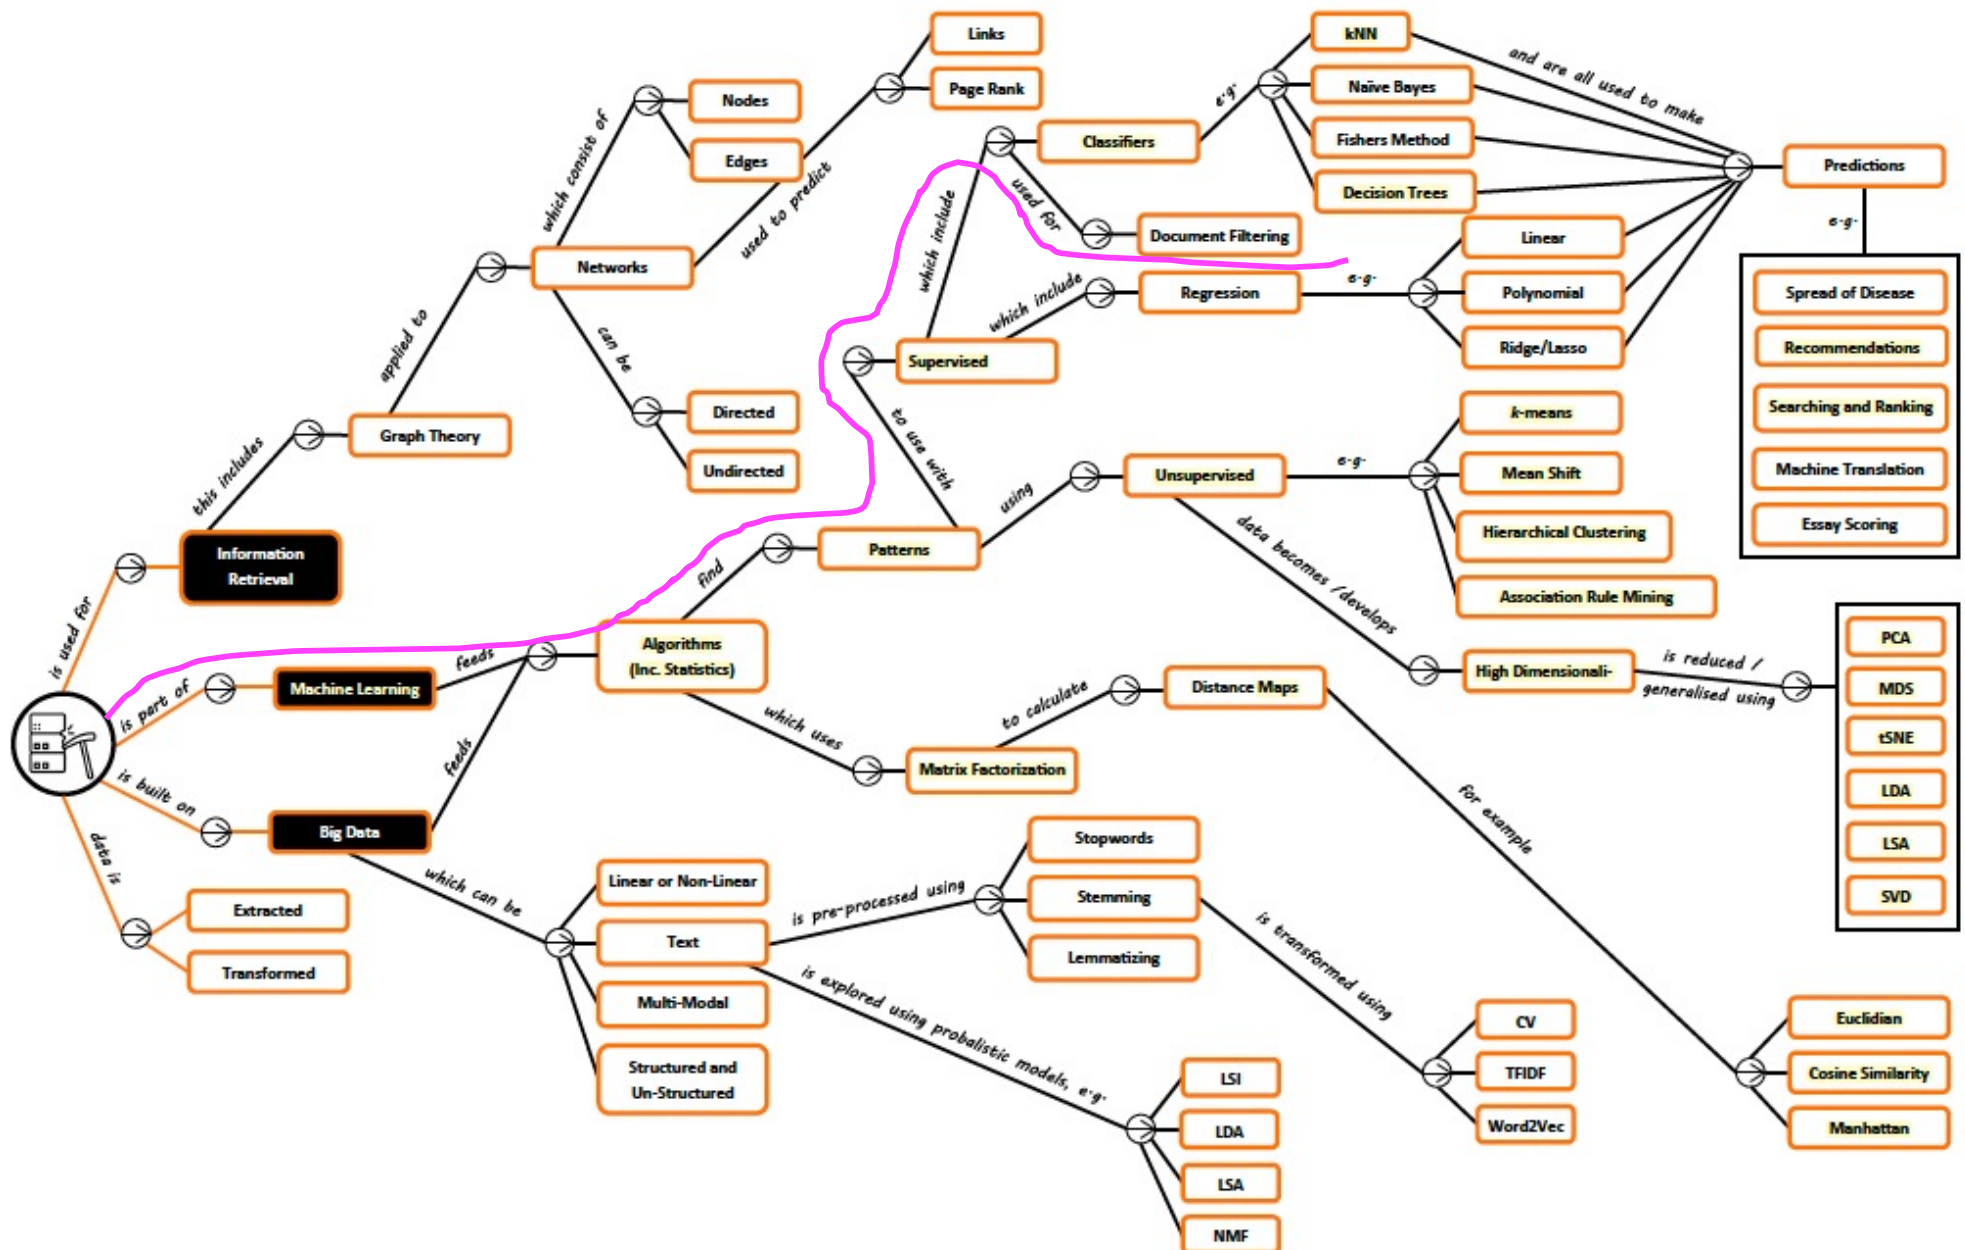 is used for
Information
Retrieval
this includes
Graph Theory
applied to
Networks
which consist of
Nodes
Edges
used to predict
Links
Page Rank
can be
Directed
Undirected
is part of
Machine Learning
feeds
Algorithms
(Inc. Statistics)
find
Patterns
to use with
Supervised
which include
Classifiers
e.g.
kNN
Naïve Bayes
Fishers Method
Decision Trees
and are all used to make
Predictions
e.g.
Spread of Disease
Recommendations
Searching and Ranking
Machine Translation
Essay Scoring
used for
Document Filtering
which include
Regression
e.g.
Linear
Polynomial
Ridge/Lasso
using
Unsupervised
e.g.
k-means
Mean Shift
Hierarchical Clustering
Association Rule Mining
data becomes /develops
High Dimensionali-
is reduced /
generalised using
PCA
MDS
tSNE
LDA
LSA
SVD
which uses
Matrix Factorization
to calculate
Distance Maps
for example
Euclidian
Cosine Similarity
Manhattan
is built on
Big Data
feeds
which can be
Linear or Non-Linear
Text
Multi-Modal
Structured and
Un-Structured
is pre-processed using
Stopwords
Stemming
Lemmatizing
is transformed using
CV
TFIDF
Word2Vec
is explored using probalistic models, e.g.
LSI
LDA
LSA
NMF
data is
Extracted
Transformed